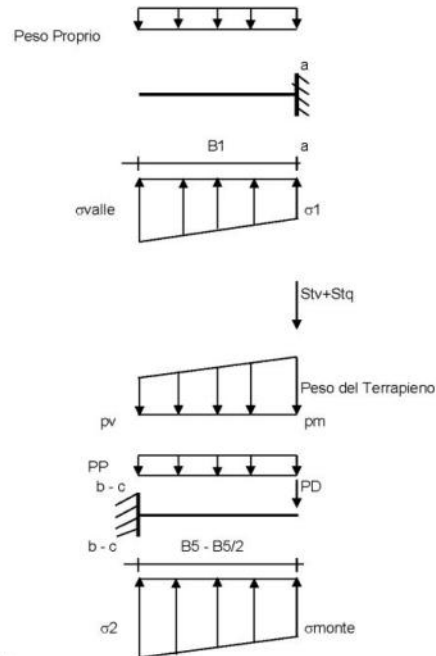 Peso Proprio
a
B1
a
σvalle
σ1
Stv+Stq
Peso del Terrapieno
pv
pm
PP
b - c
PD
b - c
B5 - B5/2
σ2
σmonte